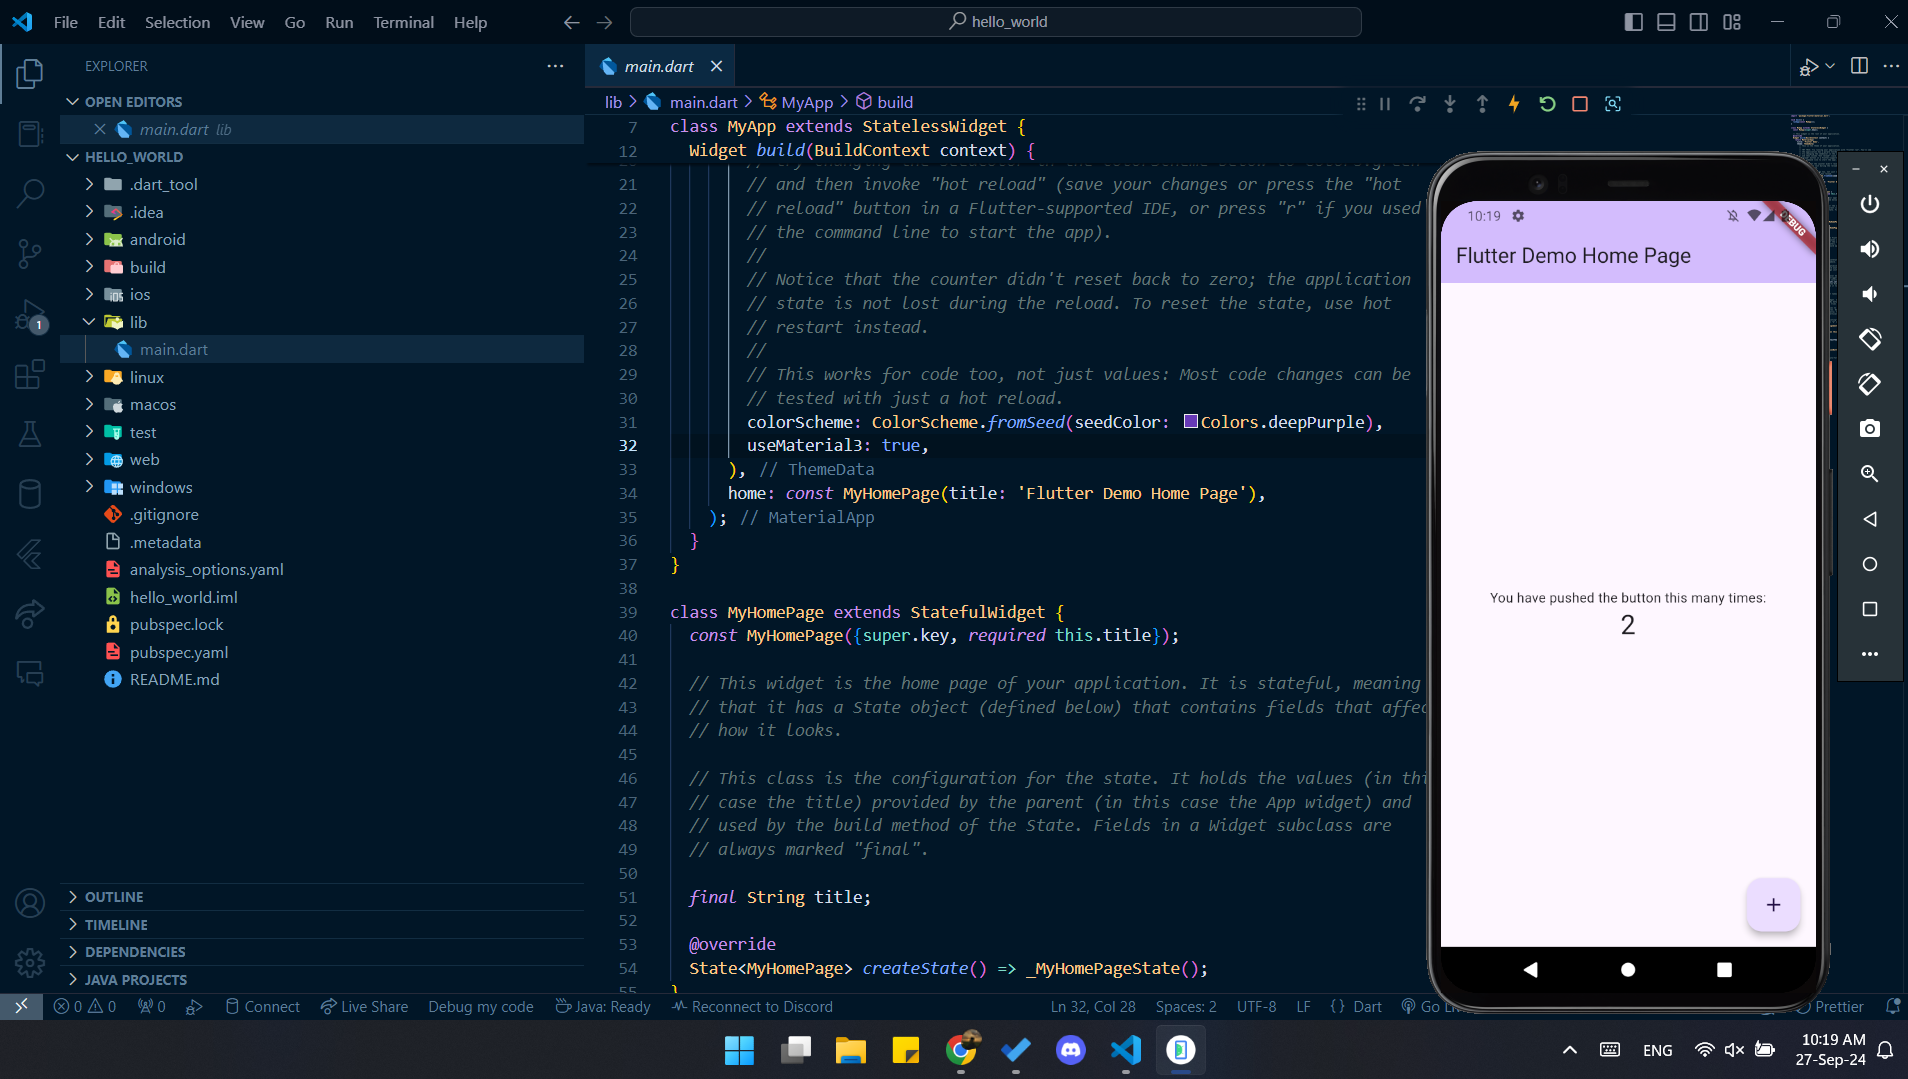 File Edit Selection View Go Run Terminal Help
hello_world
EXPLORER
OPEN EDITORS
main.dart lib
HELLO_WORLD
.dart_tool
.idea
android
build
ios
lib
main.dart
linux
macos
test
web
windows
.gitignore
.metadata
analysis_options.yaml
hello_world.iml
pubspec.lock
pubspec.yaml
README.md
OUTLINE
TIMELINE
DEPENDENCIES
JAVA PROJECTS
1
main.dart
lib > main.dart > MyApp > build
7 class MyApp extends StatelessWidget {
12 Widget build(BuildContext context) {
21 // and then invoke "hot reload" (save your changes or press the "hot
22 // reload" button in a Flutter-supported IDE, or press "r" if you used
23 // the command line to start the app).
24 //
25 // Notice that the counter didn't reset back to zero; the application
26 // state is not lost during the reload. To reset the state, use hot
27 // restart instead.
28 //
29 // This works for code too, not just values: Most code changes can be
30 // tested with just a hot reload.
31 colorScheme: ColorScheme.fromSeed(seedColor: Colors.deepPurple),
32 useMaterial3: true,
33 ), // ThemeData
34 home: const MyHomePage(title: 'Flutter Demo Home Page'),
35 ); // MaterialApp
36 }
37 }
38
39 class MyHomePage extends StatefulWidget {
40 const MyHomePage({super.key, required this.title});
41
42 // This widget is the home page of your application. It is stateful, meaning
43 // that it has a State object (defined below) that contains fields that affec
44 // how it looks.
45
46 // This class is the configuration for the state. It holds the values (in thi
47 // case the title) provided by the parent (in this case the App widget) and
48 // used by the build method of the State. Fields in a Widget subclass are
49 // always marked "final".
50
51 final String title;
52
53 @override
54 State<MyHomePage> createState() => _MyHomePageState();
55 }
10:19
DEBUG
Flutter Demo Home Page
You have pushed the button this many times:
2
+
0 0 0 Connect Live Share Debug my code Java: Ready Reconnect to Discord Ln 32, Col 28 Spaces: 2 UTF-8 LF {} Dart Go Li Prettier
ENG
10:19 AM
27-Sep-24